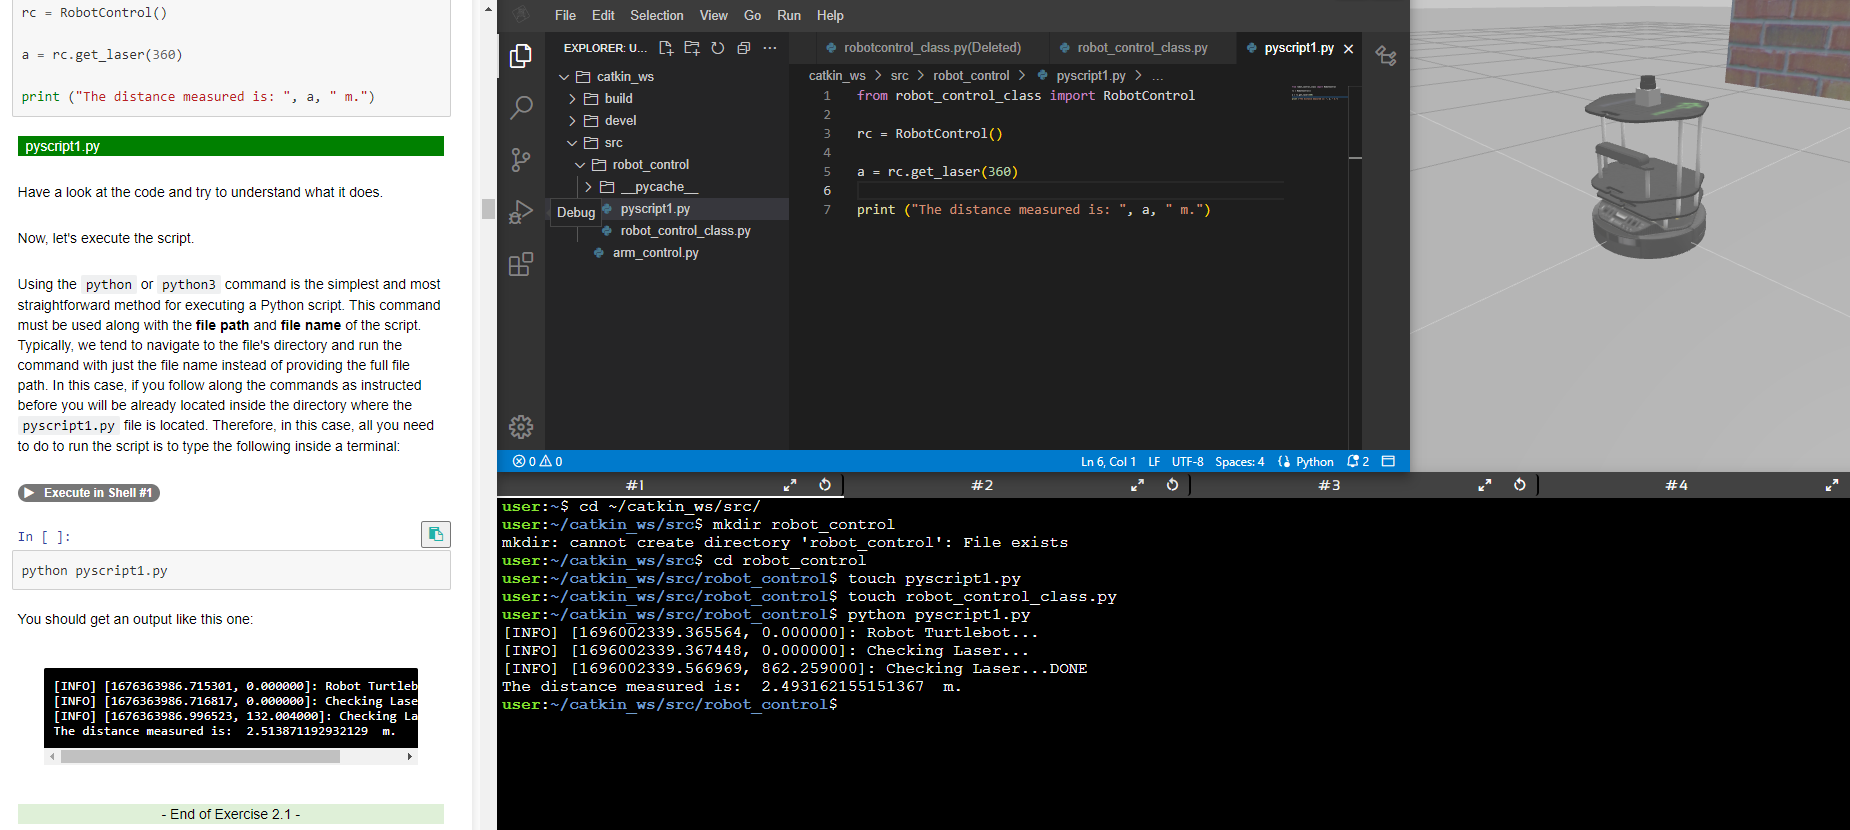 rc = RobotControl()
a = rc.get_laser(360)
print ("The distance measured is: ", a, " m.")
pyscript1.py
Have a look at the code and try to understand what it does.
Now, let's execute the script.
Using the python or python3 command is the simplest and most
straightforward method for executing a Python script. This command
must be used along with the file path and file name of the script.
Typically, we tend to navigate to the file's directory and run the
command with just the file name instead of providing the full file
path. In this case, if you follow along the commands as instructed
before you will be already located inside the directory where the
pyscript1.py file is located. Therefore, in this case, all you need
to do to run the script is to type the following inside a terminal:
Execute in Shell #1
In [ ]:
python pyscript1.py
You should get an output like this one:
[INFO] [1676363986.715301, 0.000000]: Robot Turtleb
[INFO] [1676363986.716817, 0.000000]: Checking Lase
[INFO] [1676363986.996523, 132.004000]: Checking La
The distance measured is:  2.513871192932129  m.
- End of Exercise 2.1 -
File Edit Selection View Go Run Help
EXPLORER: U...
catkin_ws
build
devel
src
robot_control
__pycache__
pyscript1.py
Debug
robot_control_class.py
arm_control.py
robotcontrol_class.py(Deleted) robot_control_class.py pyscript1.py
catkin_ws > src > robot_control > pyscript1.py > ...
1 from robot_control_class import RobotControl
2
3 rc = RobotControl()
4
5 a = rc.get_laser(360)
6
7 print ("The distance measured is: ", a, " m.")
0 0 Ln 6, Col 1 LF UTF-8 Spaces: 4 Python 2
#1 #2 #3 #4
user:~$ cd ~/catkin_ws/src/
user:~/catkin_ws/src$ mkdir robot_control
mkdir: cannot create directory 'robot_control': File exists
user:~/catkin_ws/src$ cd robot_control
user:~/catkin_ws/src/robot_control$ touch pyscript1.py
user:~/catkin_ws/src/robot_control$ touch robot_control_class.py
user:~/catkin_ws/src/robot_control$ python pyscript1.py
[INFO] [1696002339.365564, 0.000000]: Robot Turtlebot...
[INFO] [1696002339.367448, 0.000000]: Checking Laser...
[INFO] [1696002339.566969, 862.259000]: Checking Laser...DONE
The distance measured is:  2.493162155151367  m.
user:~/catkin_ws/src/robot_control$